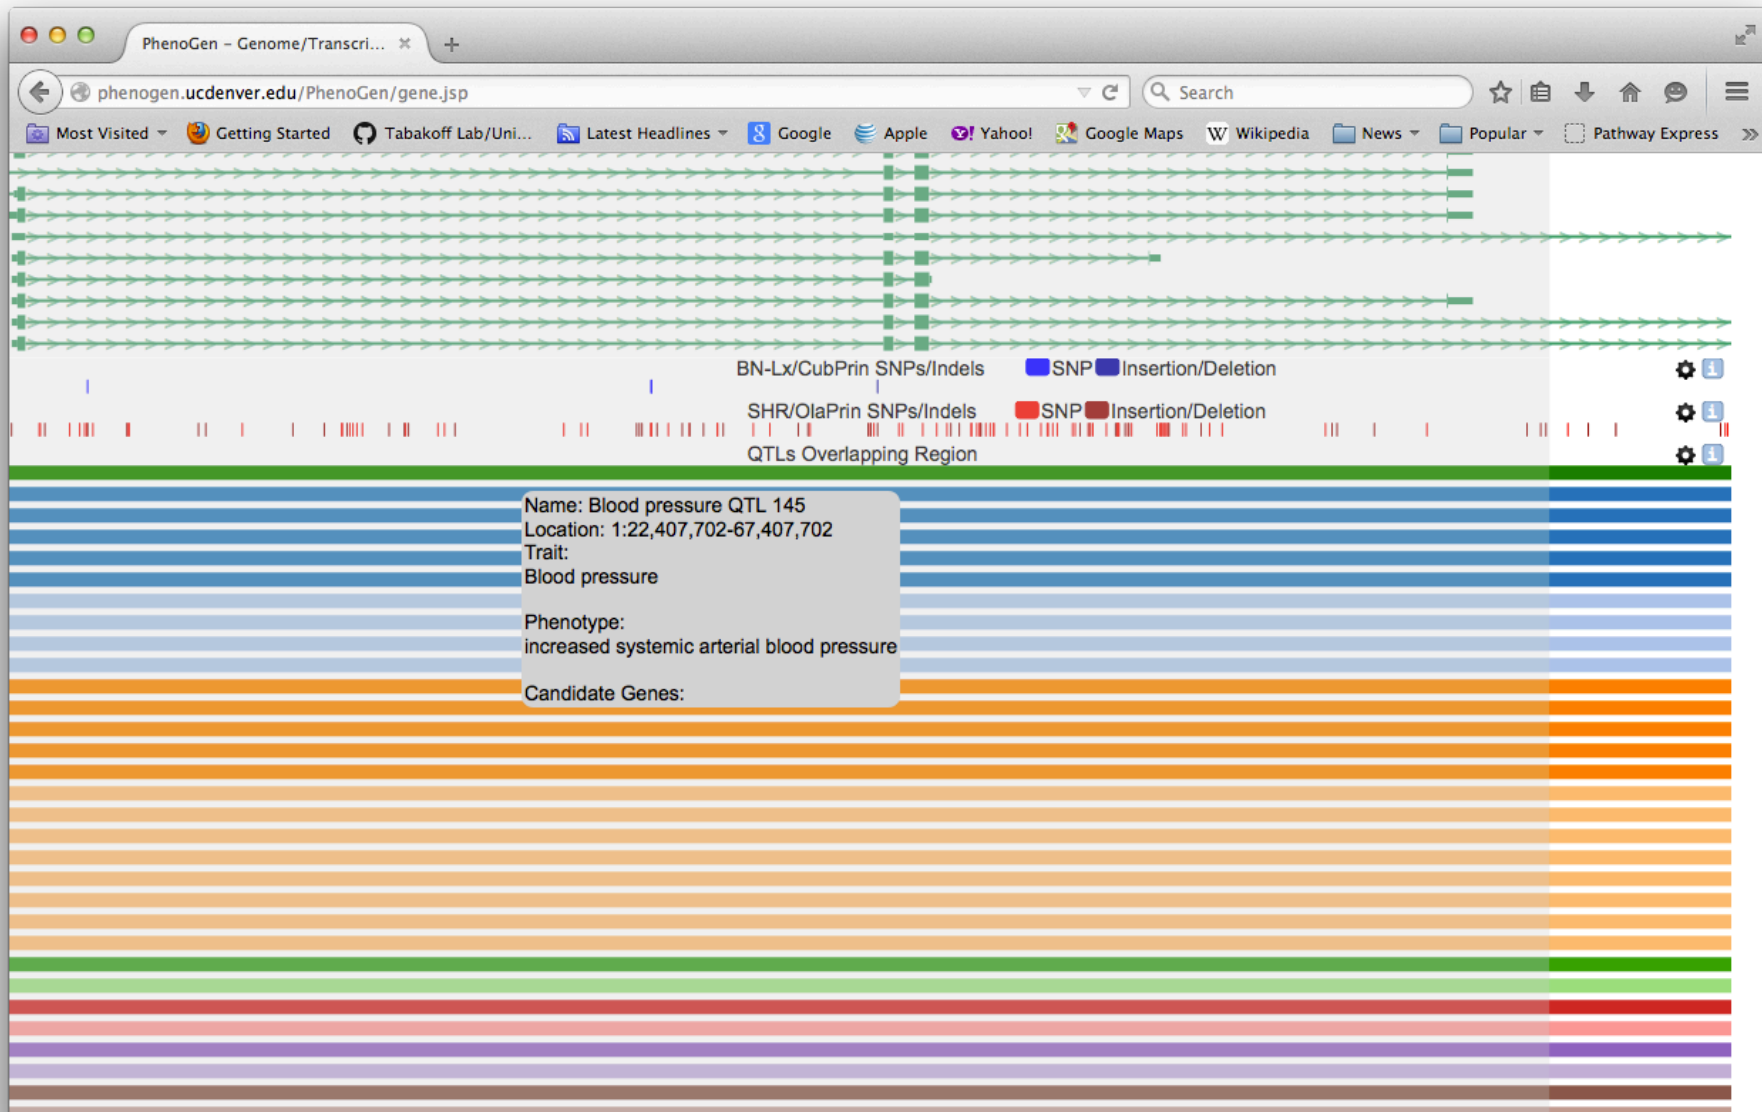 PhenoGen – Genome/Transcri...
phenogen.ucdenver.edu/PhenoGen/gene.jsp
Search
Most Visited Getting Started Tabakoff Lab/Uni... Latest Headlines Google Apple Yahoo! Google Maps Wikipedia News Popular Pathway Express
BN-Lx/CubPrin SNPs/Indels SNP Insertion/Deletion
SHR/OlaPrin SNPs/Indels SNP Insertion/Deletion
QTLs Overlapping Region
Name: Blood pressure QTL 145
Location: 1:22,407,702-67,407,702
Trait:
Blood pressure
Phenotype:
increased systemic arterial blood pressure
Candidate Genes: